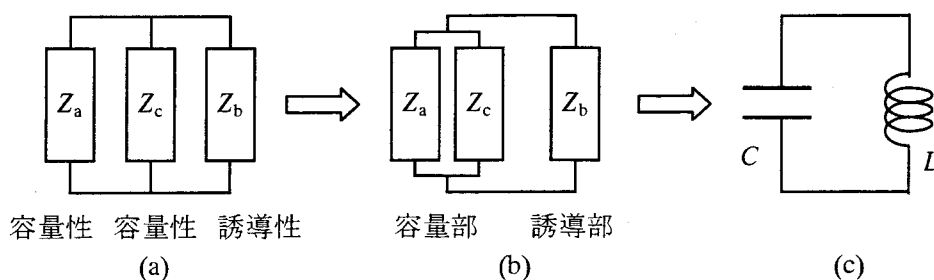 Za Zc Zb Za Zc Zb C L
容量性 容量性 誘導性 容量部 誘導部
(a) (b) (c)